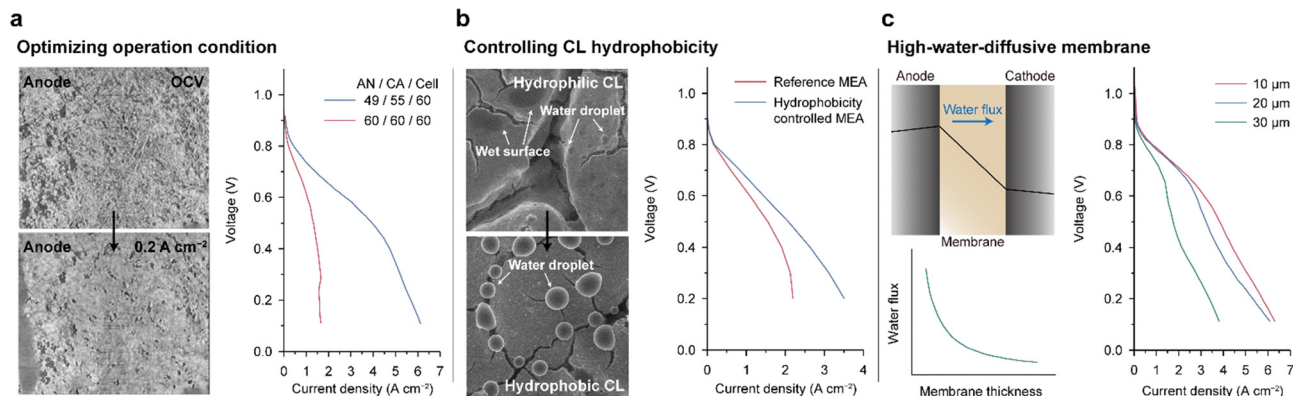 a
Optimizing operation condition
Anode OCV
Anode 0.2 A cm⁻²
AN / CA / Cell
49 / 55 / 60
60 / 60 / 60
Voltage (V)
1.0
0.8
0.6
0.4
0.2
0.0
0 1 2 3 4 5 6 7
Current density (A cm⁻²)
b
Controlling CL hydrophobicity
Hydrophilic CL
Water droplet
Wet surface
Water droplet
Hydrophobic CL
Reference MEA
Hydrophobicity
controlled MEA
Voltage (V)
1.0
0.8
0.6
0.4
0.2
0.0
0 1 2 3 4
Current density (A cm⁻²)
c
High-water-diffusive membrane
Anode Cathode
Water flux
Membrane
Water flux
Membrane thickness
10 μm
20 μm
30 μm
Voltage (V)
1.0
0.8
0.6
0.4
0.2
0.0
0 1 2 3 4 5 6 7
Current density (A cm⁻²)